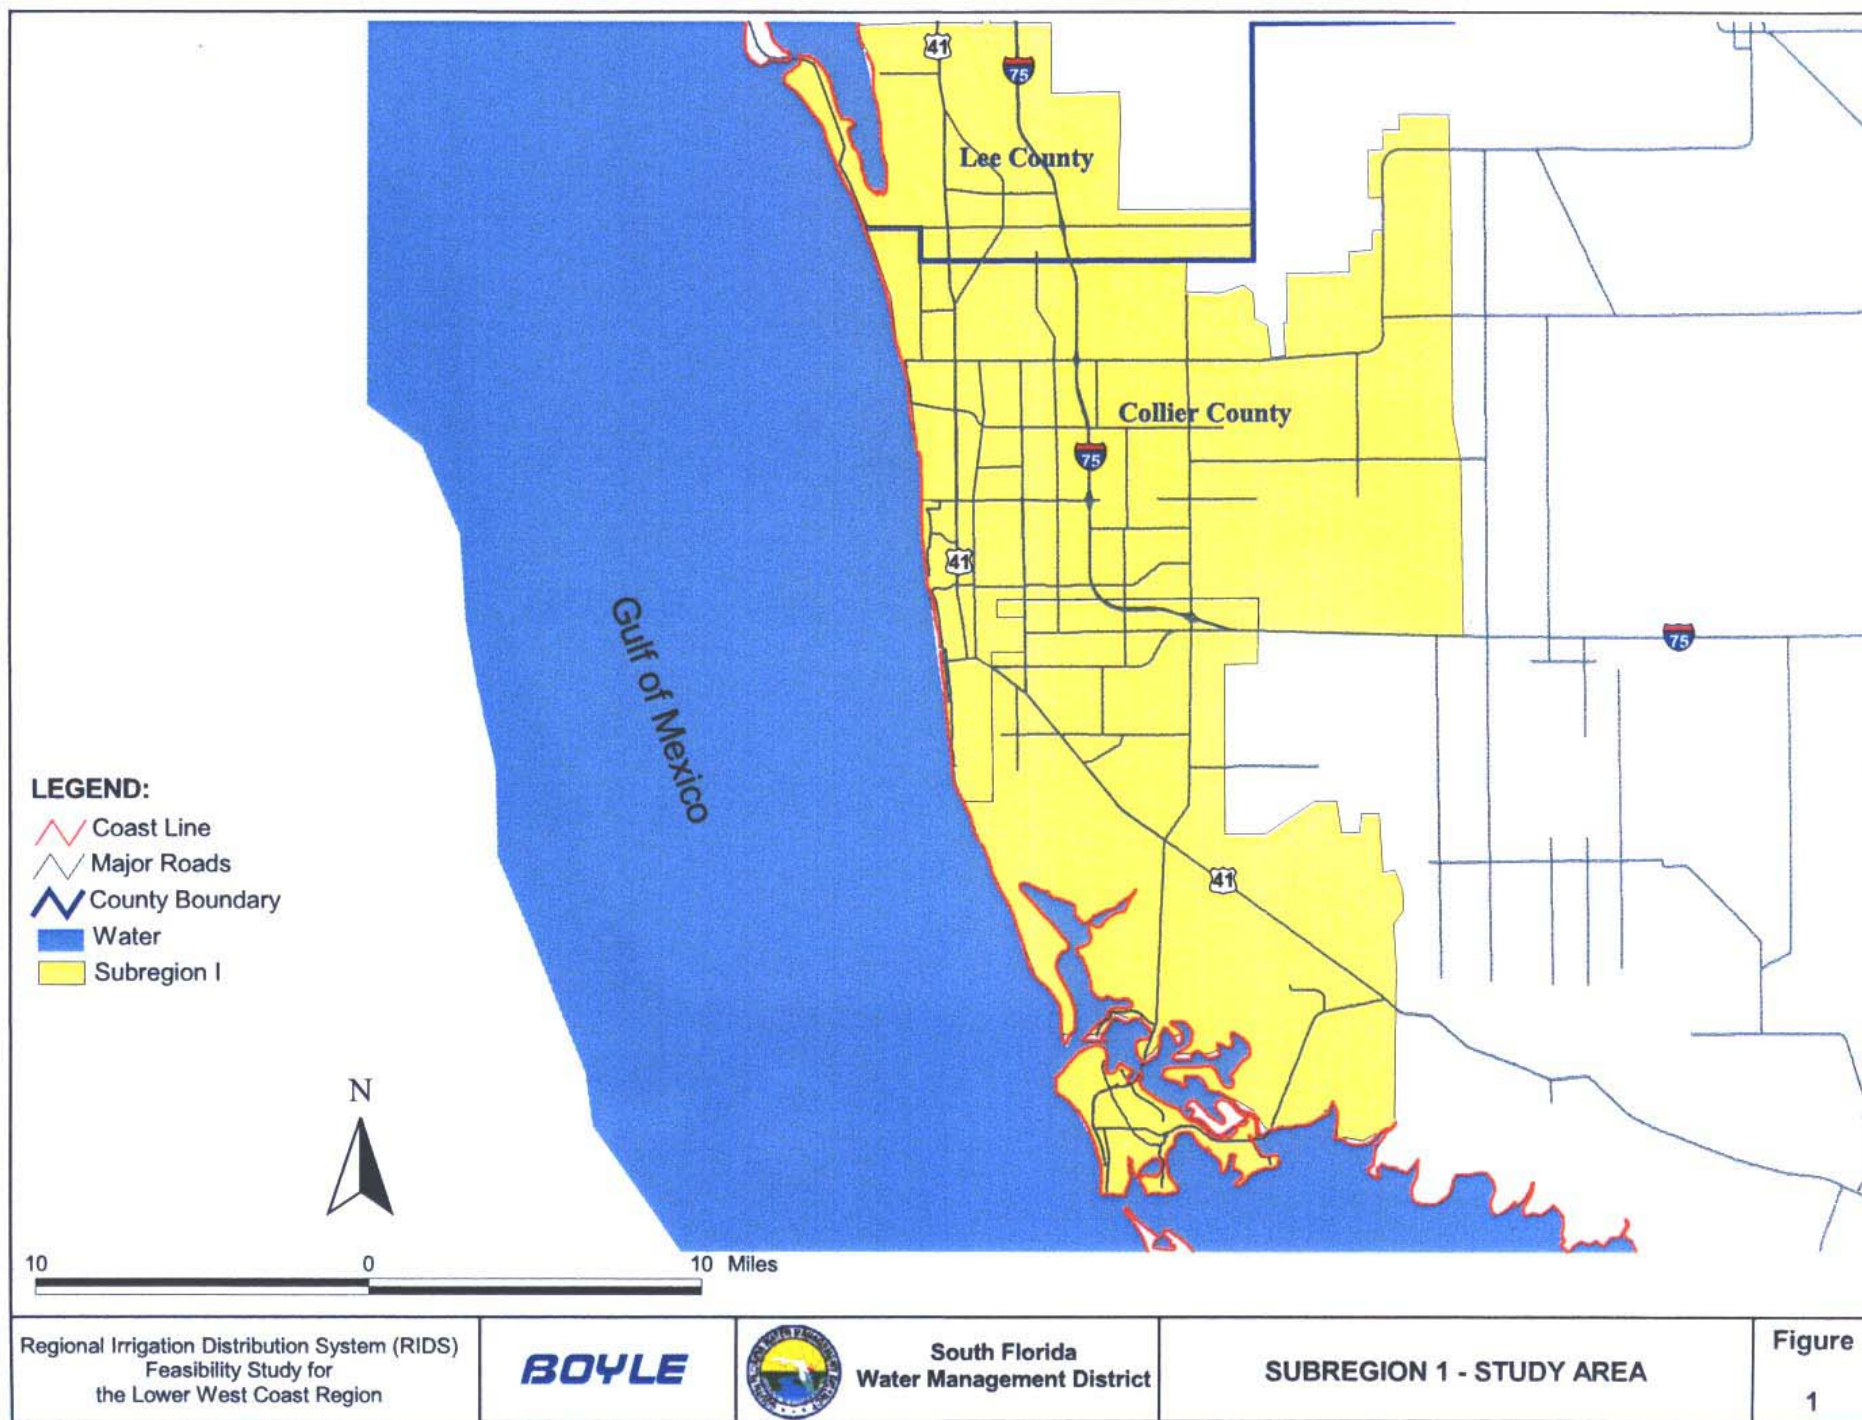 41
75
Lee County
Collier County
75
41
Gulf of Mexico
75
41
LEGEND:
Coast Line
Major Roads
County Boundary
Water
Subregion I
N
10 0 10 Miles
Regional Irrigation Distribution System (RIDS)
Feasibility Study for
the Lower West Coast Region
BOYLE
South Florida
Water Management District
SUBREGION 1 - STUDY AREA
Figure
1